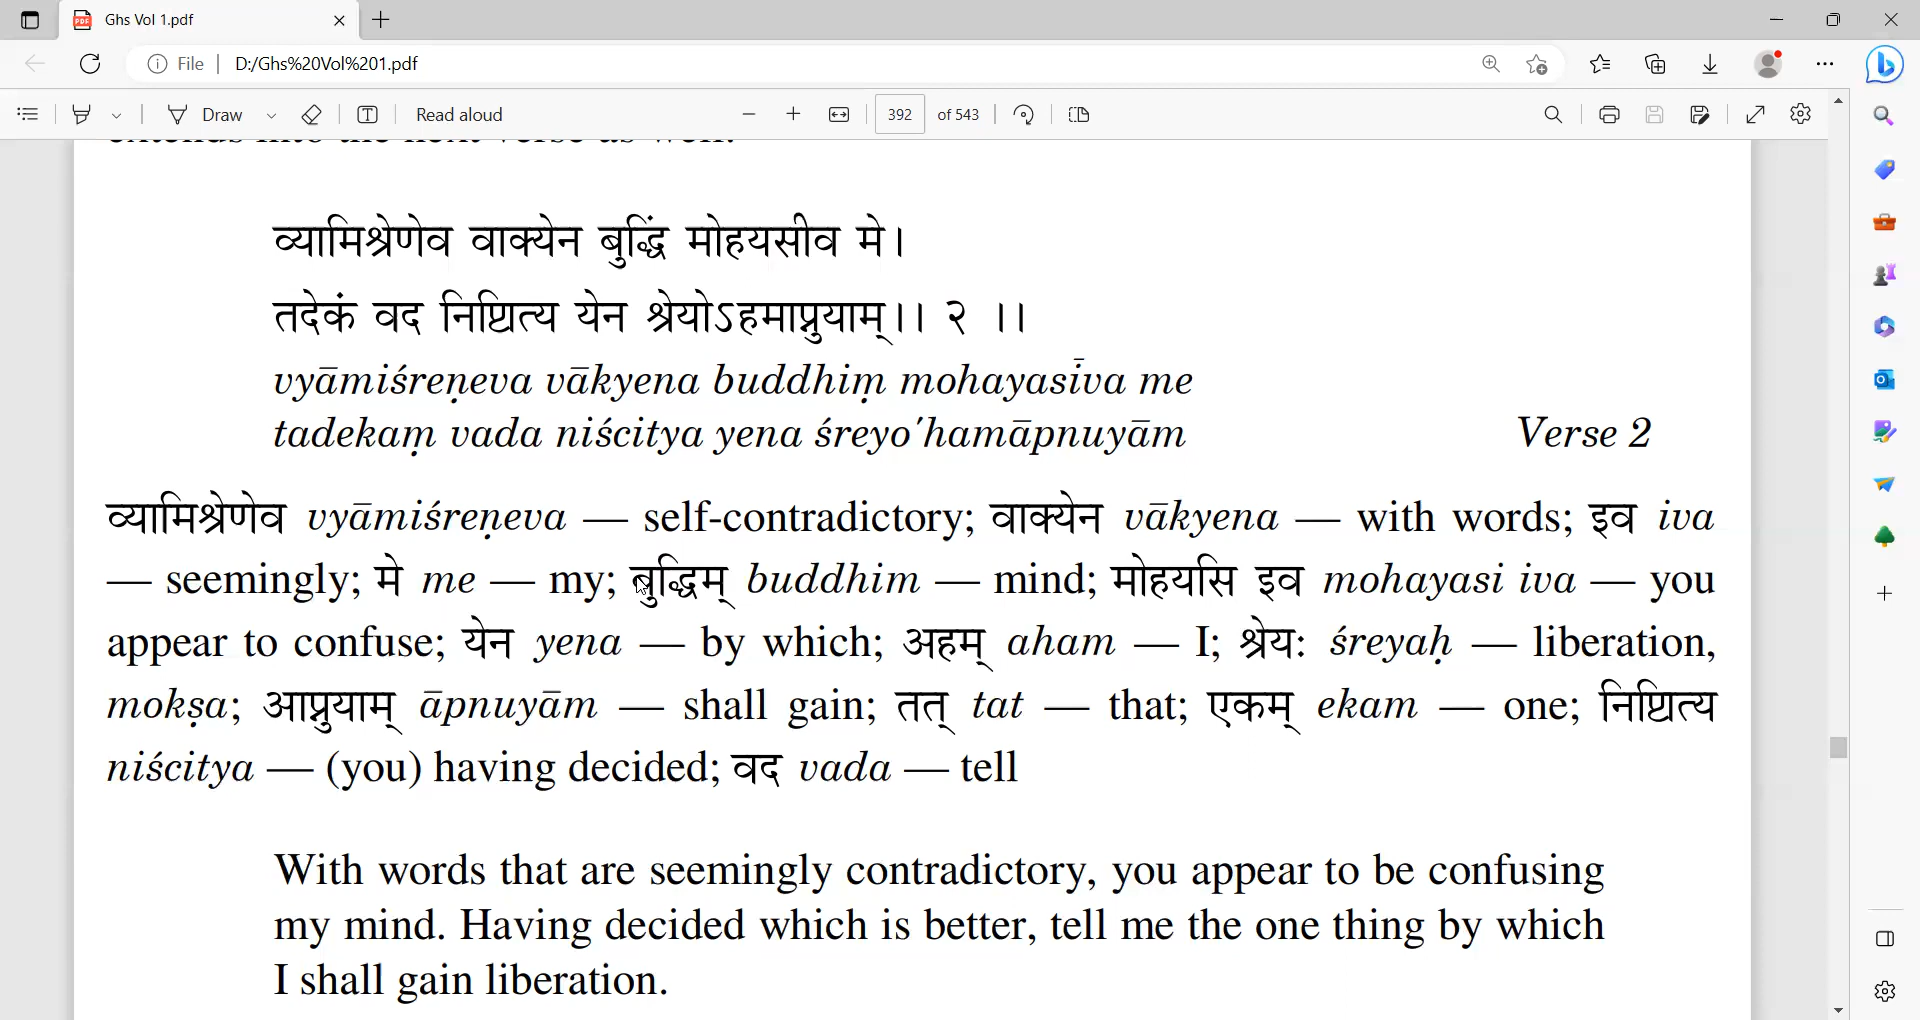 Ghs Vol 1.pdf
File D:/Ghs%20Vol%201.pdf
Draw Read aloud 392 of 543
व्यामिश्रेणेव वाक्येन बुद्धिं मोहयसीव मे।
तदेकं वद निश्चित्य येन श्रेयोऽहमाप्नुयाम्।। २ ।।
vyāmiśreṇeva vākyena buddhiṃ mohayasīva me
tadekaṃ vada niścitya yena śreyo'hamāpnuyām Verse 2
व्यामिश्रेणेव vyāmiśreṇeva — self-contradictory; वाक्येन vākyena — with words; इव iva
— seemingly; मे me — my; बुद्धिम् buddhim — mind; मोहयसि इव mohayasi iva — you
appear to confuse; येन yena — by which; अहम् aham — I; श्रेयः śreyaḥ — liberation,
mokṣa; आप्नुयाम् āpnuyām — shall gain; तत् tat — that; एकम् ekam — one; निश्चित्य
niścitya — (you) having decided; वद vada — tell
With words that are seemingly contradictory, you appear to be confusing
my mind. Having decided which is better, tell me the one thing by which
I shall gain liberation.